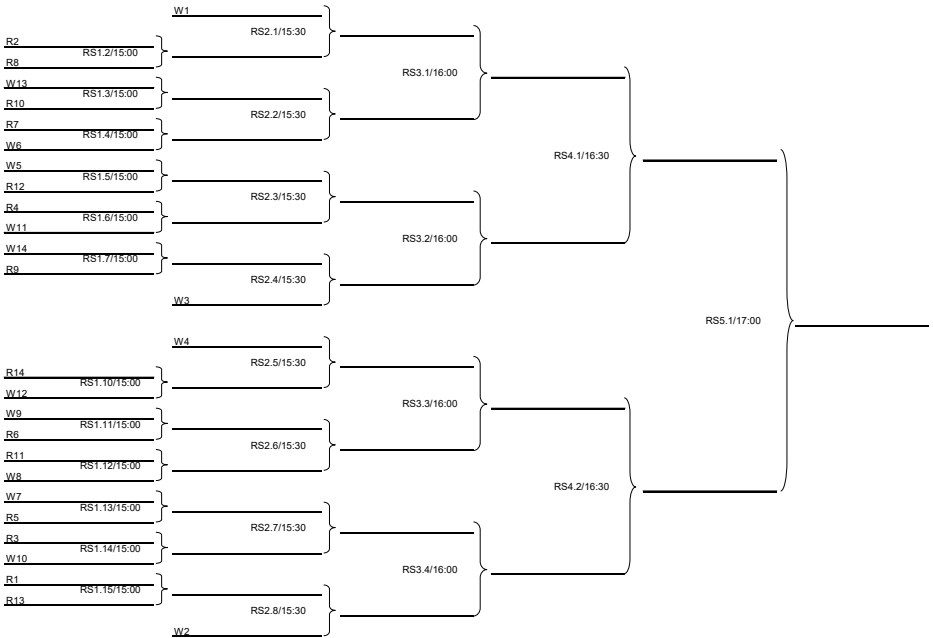 W1
RS2.1/15:30
R2
RS1.2/15:00
R8
RS3.1/16:00
W13
RS1.3/15:00
R10
RS2.2/15:30
R7
RS1.4/15:00
W6
RS4.1/16:30
W5
RS1.5/15:00
R12
RS2.3/15:30
R4
RS1.6/15:00
W11
RS3.2/16:00
W14
RS1.7/15:00
R9
RS2.4/15:30
W3
RS5.1/17:00
W4
RS2.5/15:30
R14
RS1.10/15:00
W12
RS3.3/16:00
W9
RS1.11/15:00
R6
RS2.6/15:30
R11
RS1.12/15:00
W8
RS4.2/16:30
W7
RS1.13/15:00
R5
RS2.7/15:30
R3
RS1.14/15:00
W10
RS3.4/16:00
R1
RS1.15/15:00
R13
RS2.8/15:30
W2